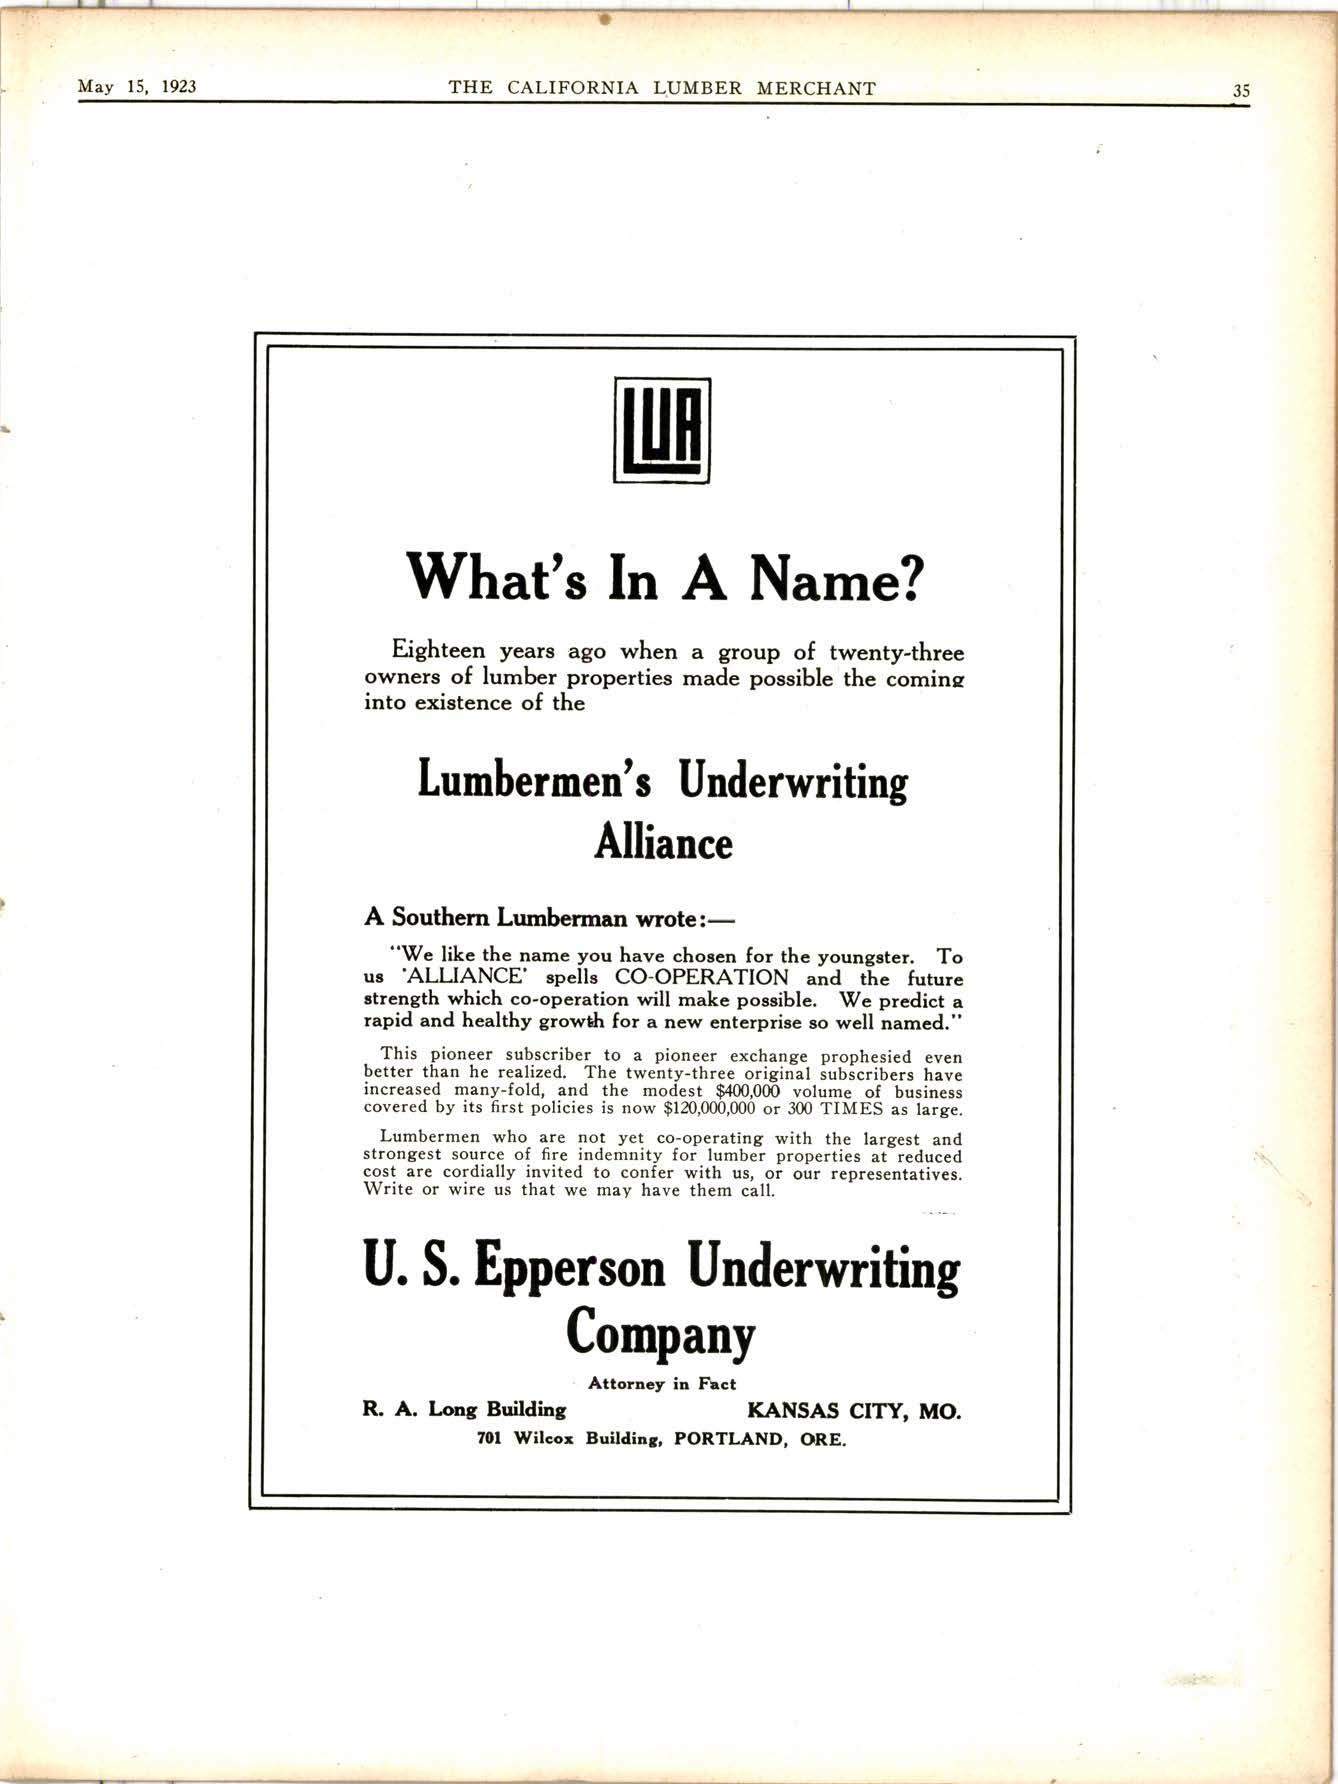 May 15, 1923 THE CALIFORNIA LUMBER MERCHANT 35
LUA
What's In A Name?
Eighteen years ago when a group of twenty-three
owners of lumber properties made possible the coming
into existence of the
Lumbermen's Underwriting
Alliance
A Southern Lumberman wrote:—
"We like the name you have chosen for the youngster. To
us 'ALLIANCE' spells CO-OPERATION and the future
strength which co-operation will make possible. We predict a
rapid and healthy growth for a new enterprise so well named."
This pioneer subscriber to a pioneer exchange prophesied even
better than he realized. The twenty-three original subscribers have
increased many-fold, and the modest $400,000 volume of business
covered by its first policies is now $120,000,000 or 300 TIMES as large.
Lumbermen who are not yet co-operating with the largest and
strongest source of fire indemnity for lumber properties at reduced
cost are cordially invited to confer with us, or our representatives.
Write or wire us that we may have them call.
U. S. Epperson Underwriting
Company
Attorney in Fact
R. A. Long Building KANSAS CITY, MO.
701 Wilcox Building, PORTLAND, ORE.